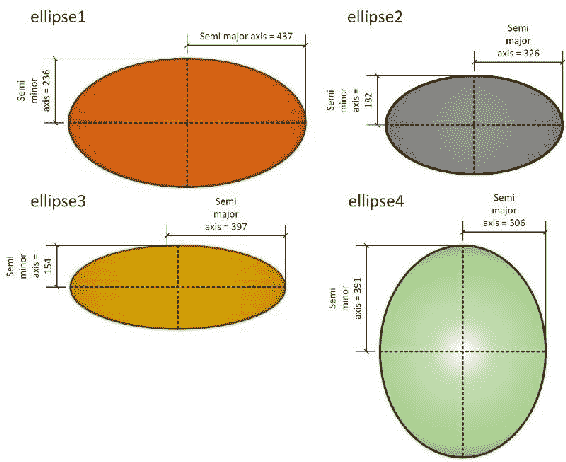 ellipse1
Semi major axis = 437
Semi
minor
axis = 236
ellipse2
Semi
major
axis = 326
Semi
minor
axis =
182
ellipse3
Semi
major
axis = 397
Semi
minor
axis =
154
ellipse4
Semi
major
axis = 306
Semi
minor
axis = 391